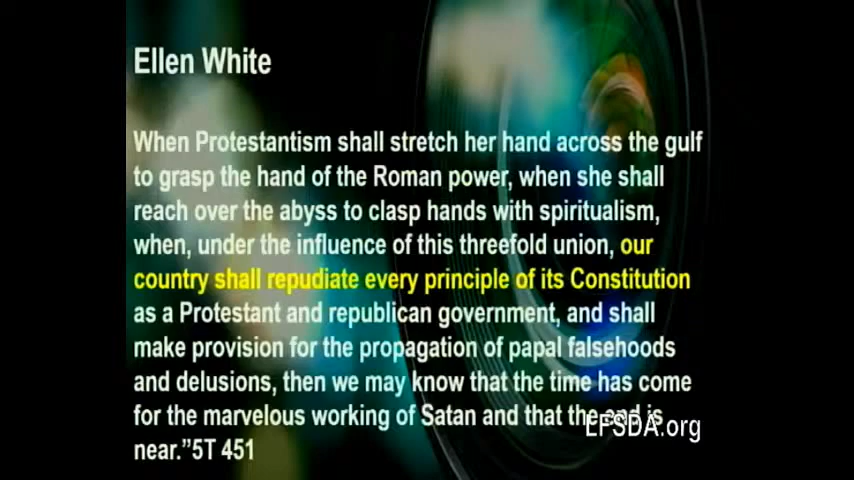 Ellen White
When Protestantism shall stretch her hand across the gulf
to grasp the hand of the Roman power, when she shall
reach over the abyss to clasp hands with spiritualism,
when, under the influence of this threefold union, our
country shall repudiate every principle of its Constitution
as a Protestant and republican government, and shall
make provision for the propagation of papal falsehoods
and delusions, then we may know that the time has come
for the marvelous working of Satan and that the end is
near.”5T 451
LFSDA.org